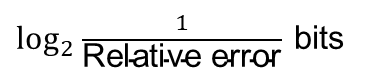 log₂ 1/Relative error bits